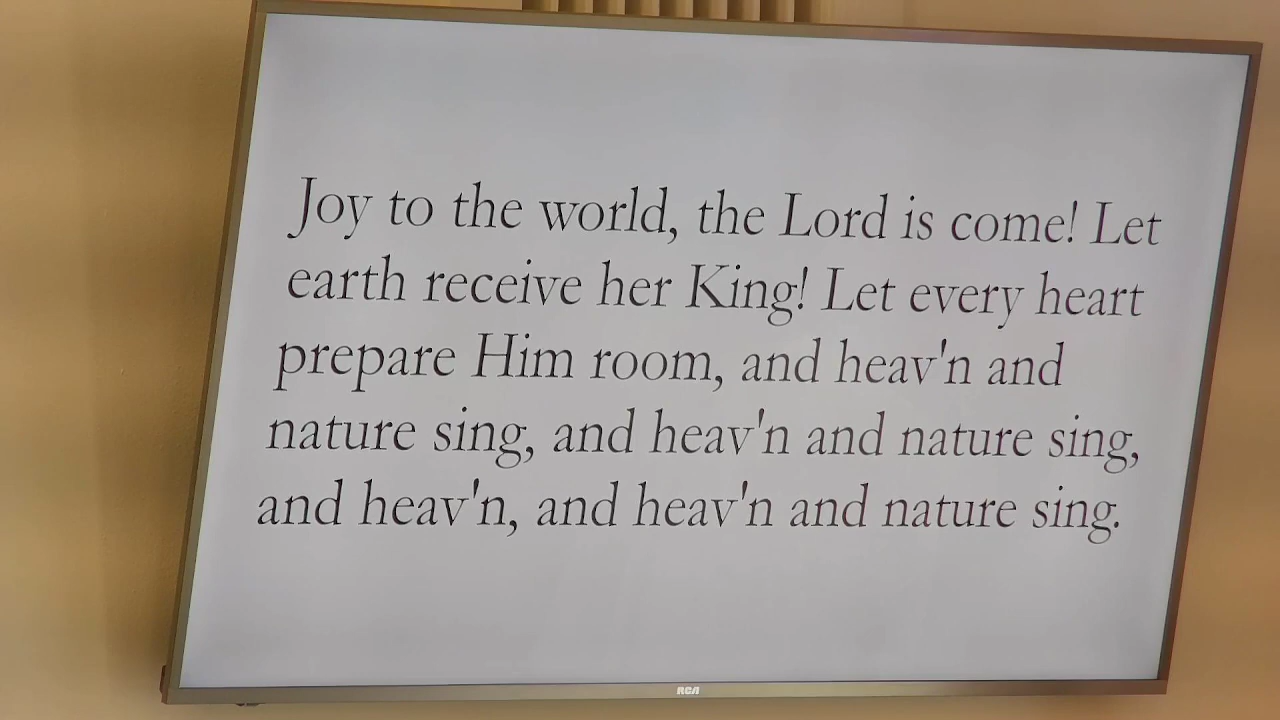 Joy to the world, the Lord is come! Let
earth receive her King! Let every heart
prepare Him room, and heav'n and
nature sing, and heav'n and nature sing,
and heav'n, and heav'n and nature sing.
RCA